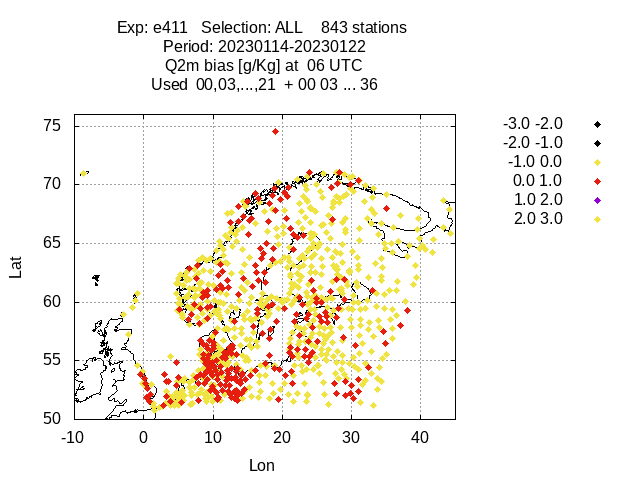 Exp: e411 Selection: ALL 843 stations
Period: 20230114-20230122
Q2m bias [g/Kg] at 06 UTC
Used 00,03,...,21 + 00 03 ... 36
-3.0 -2.0
-2.0 -1.0
-1.0 0.0
0.0 1.0
1.0 2.0
2.0 3.0
75
70
65
60
55
50
Lat
-10 0 10 20 30 40
Lon